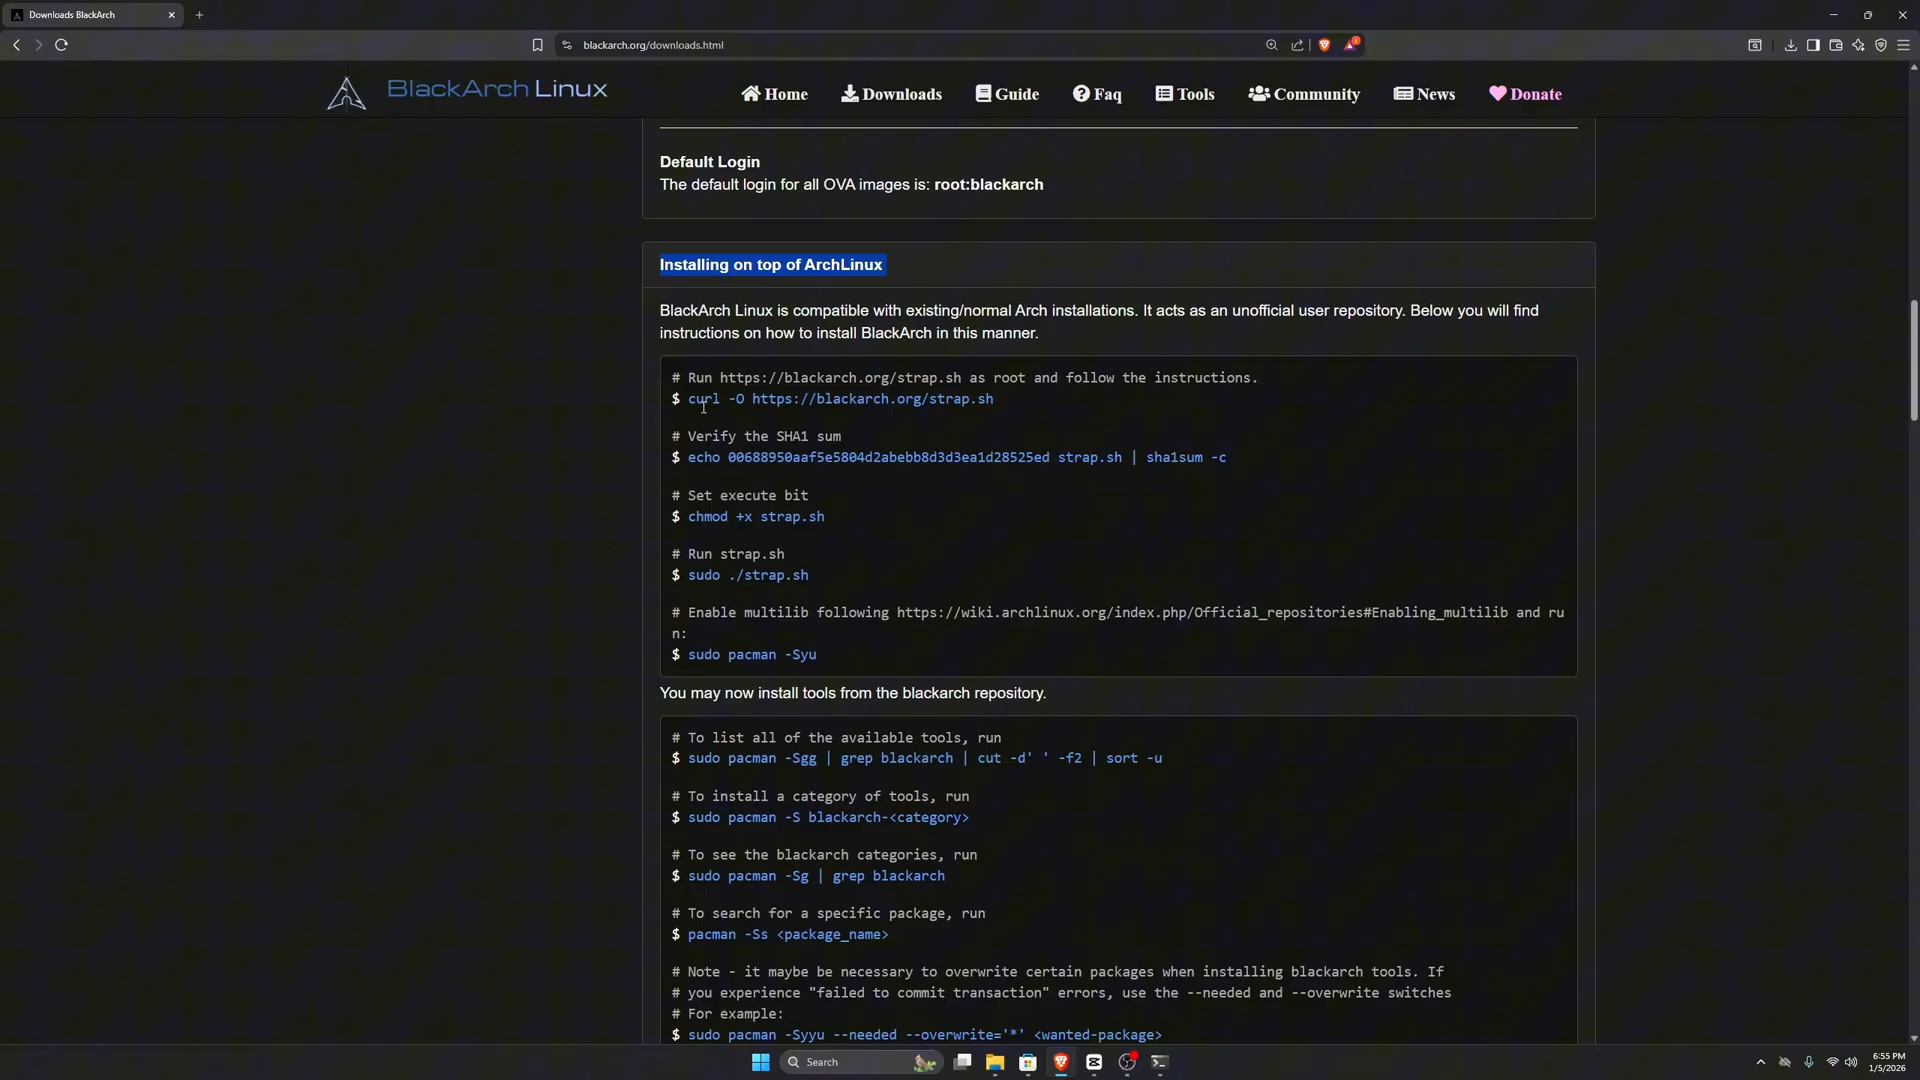 Downloads BlackArch
blackarch.org/downloads.html
1
BlackArch Linux
Home
Downloads
Guide
Faq
Tools
Community
News
Donate
Default Login
The default login for all OVA images is: root:blackarch
Installing on top of ArchLinux
BlackArch Linux is compatible with existing/normal Arch installations. It acts as an unofficial user repository. Below you will find
instructions on how to install BlackArch in this manner.
# Run https://blackarch.org/strap.sh as root and follow the instructions.
$ curl -O https://blackarch.org/strap.sh
# Verify the SHA1 sum
$ echo 00688950aaf5e5804d2abebb8d3d3ea1d28525ed strap.sh | sha1sum -c
# Set execute bit
$ chmod +x strap.sh
# Run strap.sh
$ sudo ./strap.sh
# Enable multilib following https://wiki.archlinux.org/index.php/Official_repositories#Enabling_multilib and ru
n:
$ sudo pacman -Syu
You may now install tools from the blackarch repository.
# To list all of the available tools, run
$ sudo pacman -Sgg | grep blackarch | cut -d' ' -f2 | sort -u
# To install a category of tools, run
$ sudo pacman -S blackarch-<category>
# To see the blackarch categories, run
$ sudo pacman -Sg | grep blackarch
# To search for a specific package, run
$ pacman -Ss <package_name>
# Note - it maybe be necessary to overwrite certain packages when installing blackarch tools. If
# you experience "failed to commit transaction" errors, use the --needed and --overwrite switches
# For example:
$ sudo pacman -Syyu --needed --overwrite='*' <wanted-package>
Search
6:55 PM
1/5/2026